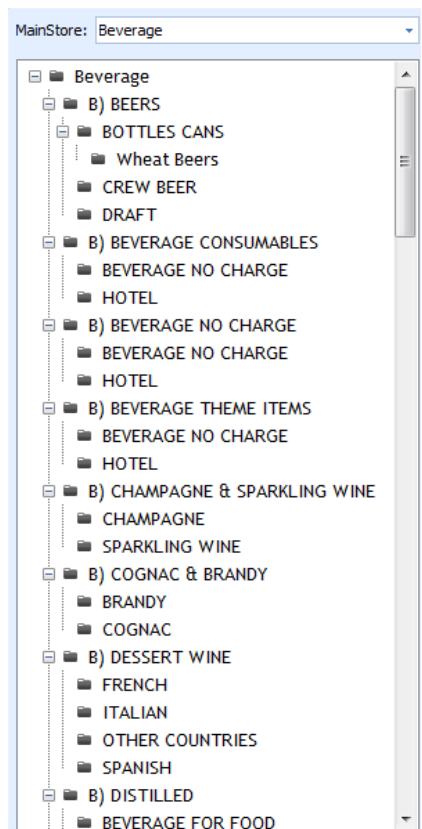 MainStore: Beverage
Beverage
B) BEERS
BOTTLES CANS
Wheat Beers
CREW BEER
DRAFT
B) BEVERAGE CONSUMABLES
BEVERAGE NO CHARGE
HOTEL
B) BEVERAGE NO CHARGE
BEVERAGE NO CHARGE
HOTEL
B) BEVERAGE THEME ITEMS
BEVERAGE NO CHARGE
HOTEL
B) CHAMPAGNE & SPARKLING WINE
CHAMPAGNE
SPARKLING WINE
B) COGNAC & BRANDY
BRANDY
COGNAC
B) DESSERT WINE
FRENCH
ITALIAN
OTHER COUNTRIES
SPANISH
B) DISTILLED
BEVERAGE FOR FOOD